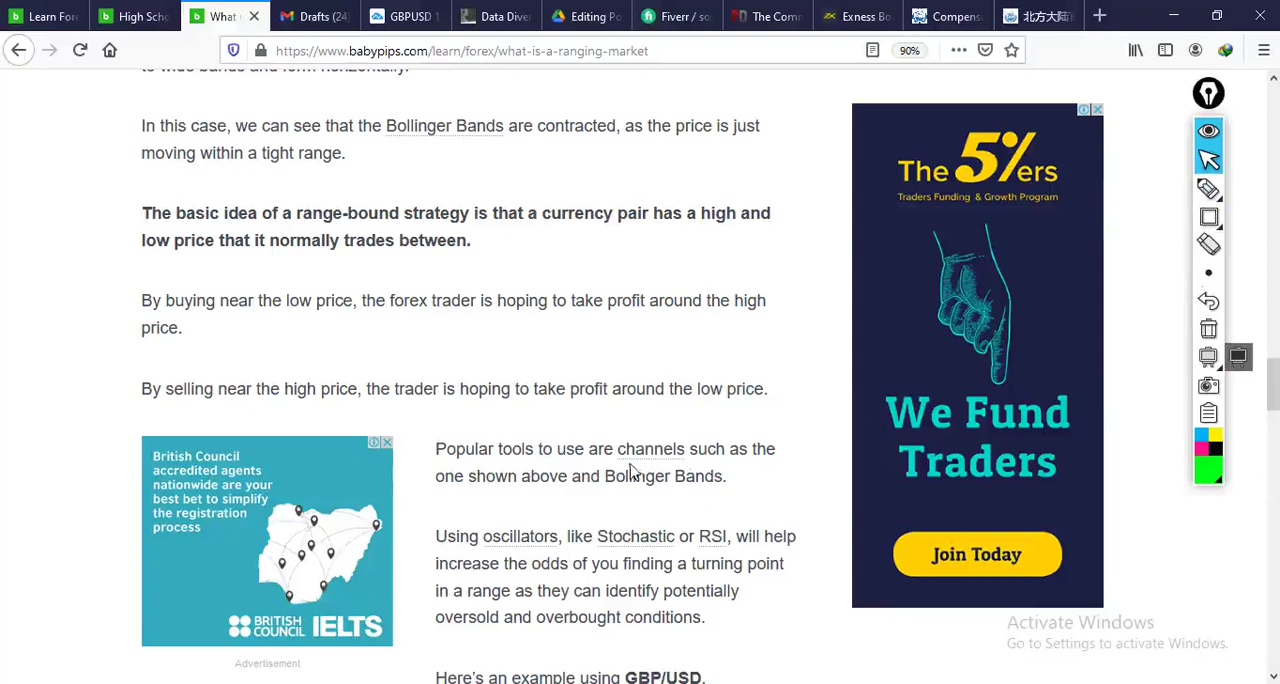 Learn For
High Scho
What
Drafts (24)
GBPUSD 1
Data Dive
Editing Po
Fiverr / so
The Com
Exness Bo
Compens
北方大陆
https://www.babypips.com/learn/forex/what-is-a-ranging-market
90%
to wide bands and form horizontally.
In this case, we can see that the Bollinger Bands are contracted, as the price is just
moving within a tight range.
The basic idea of a range-bound strategy is that a currency pair has a high and
low price that it normally trades between.
By buying near the low price, the forex trader is hoping to take profit around the high
price.
By selling near the high price, the trader is hoping to take profit around the low price.
British Council
accredited agents
nationwide are your
best bet to simplify
the registration
process
BRITISH
COUNCIL IELTS
Advertisement
Popular tools to use are channels such as the
one shown above and Bollinger Bands.
Using oscillators, like Stochastic or RSI, will help
increase the odds of you finding a turning point
in a range as they can identify potentially
oversold and overbought conditions.
Here's an example using GBP/USD.
The 5%ers
Traders Funding & Growth Program
We Fund
Traders
Join Today
Activate Windows
Go to Settings to activate Windows.